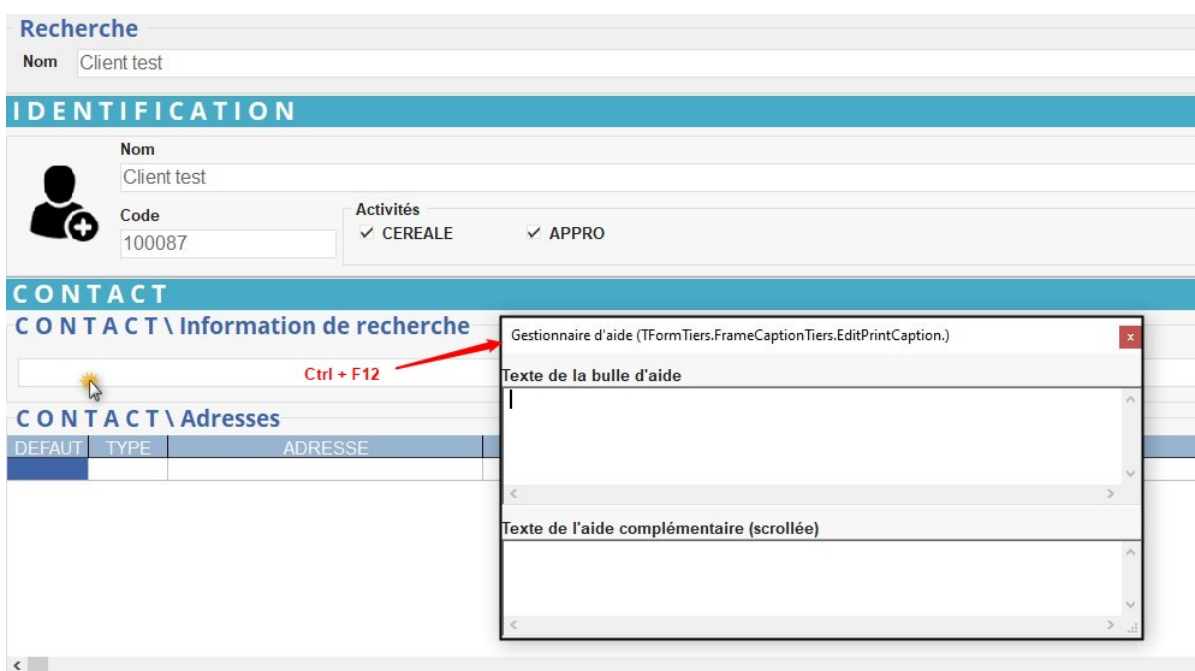 Recherche
Nom Client test
IDENTIFICATION
Nom
Client test
Code
100087
Activités
CEREALE APPRO
CONTACT
CONTACT\Information de recherche
Ctrl + F12
CONTACT\Adresses
DEFAUT TYPE ADRESSE
Gestionnaire d'aide (TFormTiers.FrameCaptionTiers.EditPrintCaption.) x
Texte de la bulle d'aide
Texte de l'aide complémentaire (scrollée)